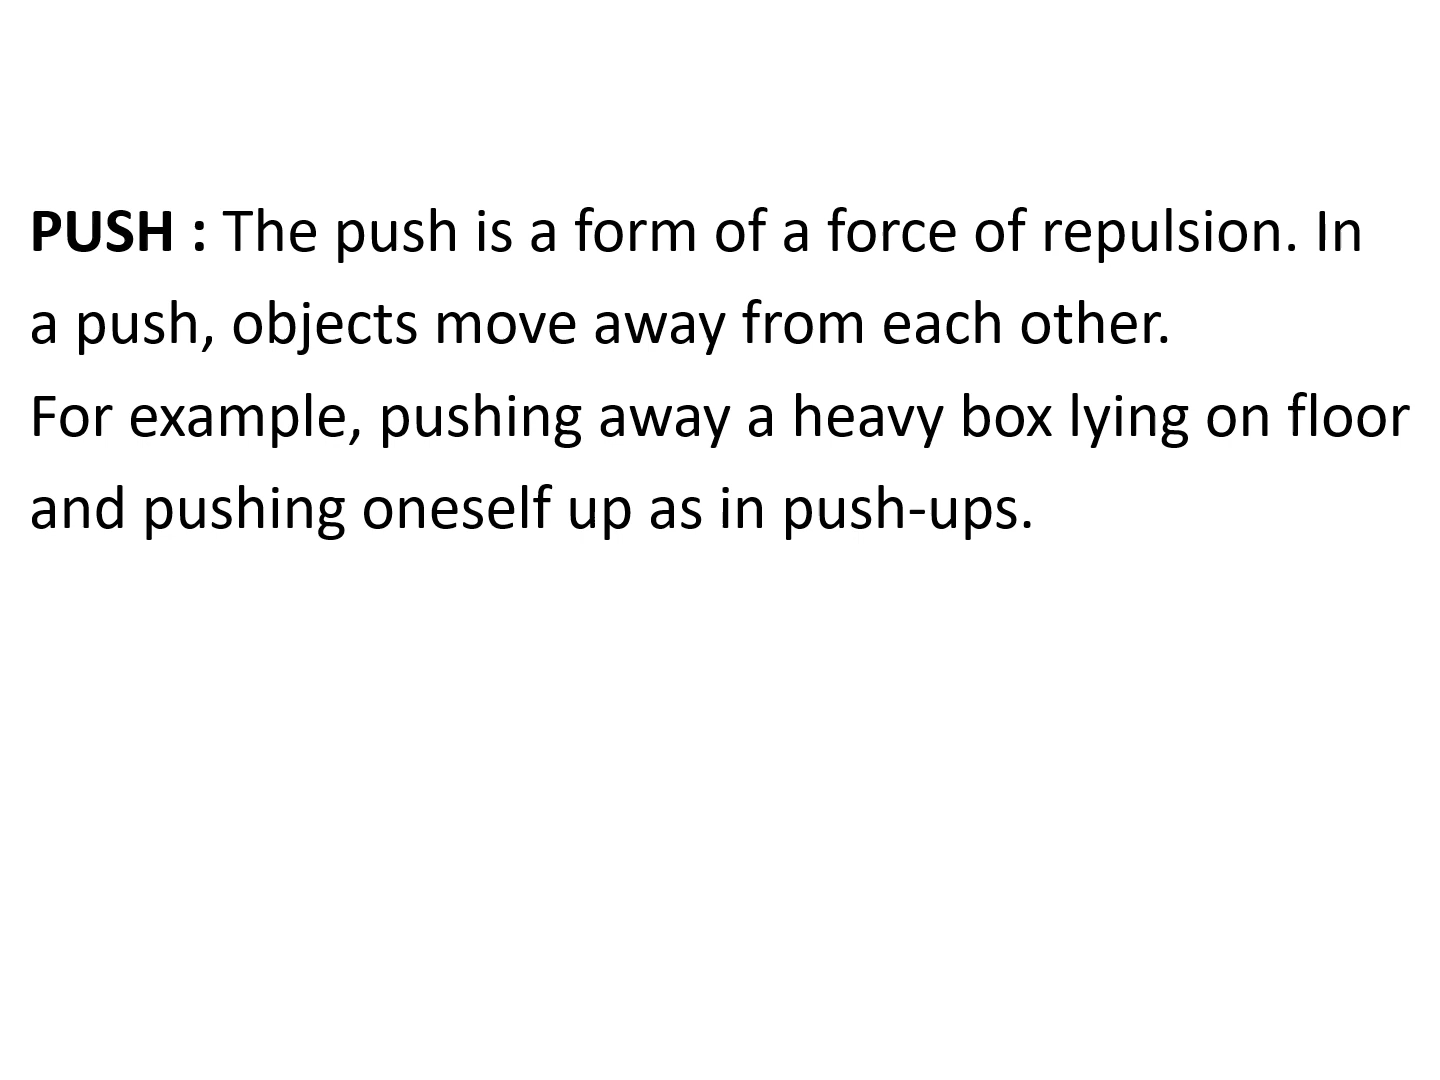 PUSH : The push is a form of a force of repulsion. In
a push, objects move away from each other.
For example, pushing away a heavy box lying on floor
and pushing oneself up as in push-ups.